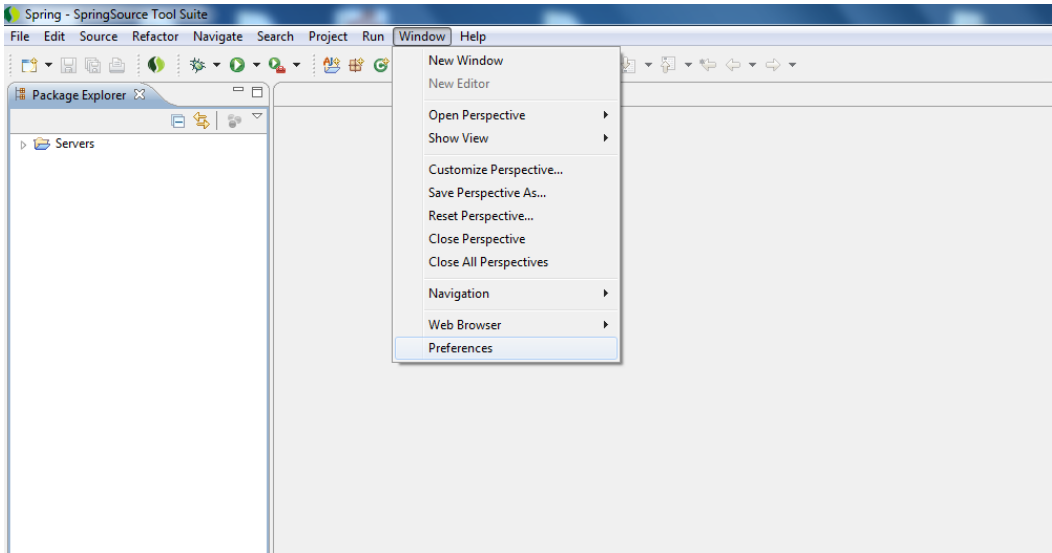 Spring - SpringSource Tool Suite
File Edit Source Refactor Navigate Search Project Run Window Help
Package Explorer
Servers
New Window
New Editor
Open Perspective
Show View
Customize Perspective...
Save Perspective As...
Reset Perspective...
Close Perspective
Close All Perspectives
Navigation
Web Browser
Preferences